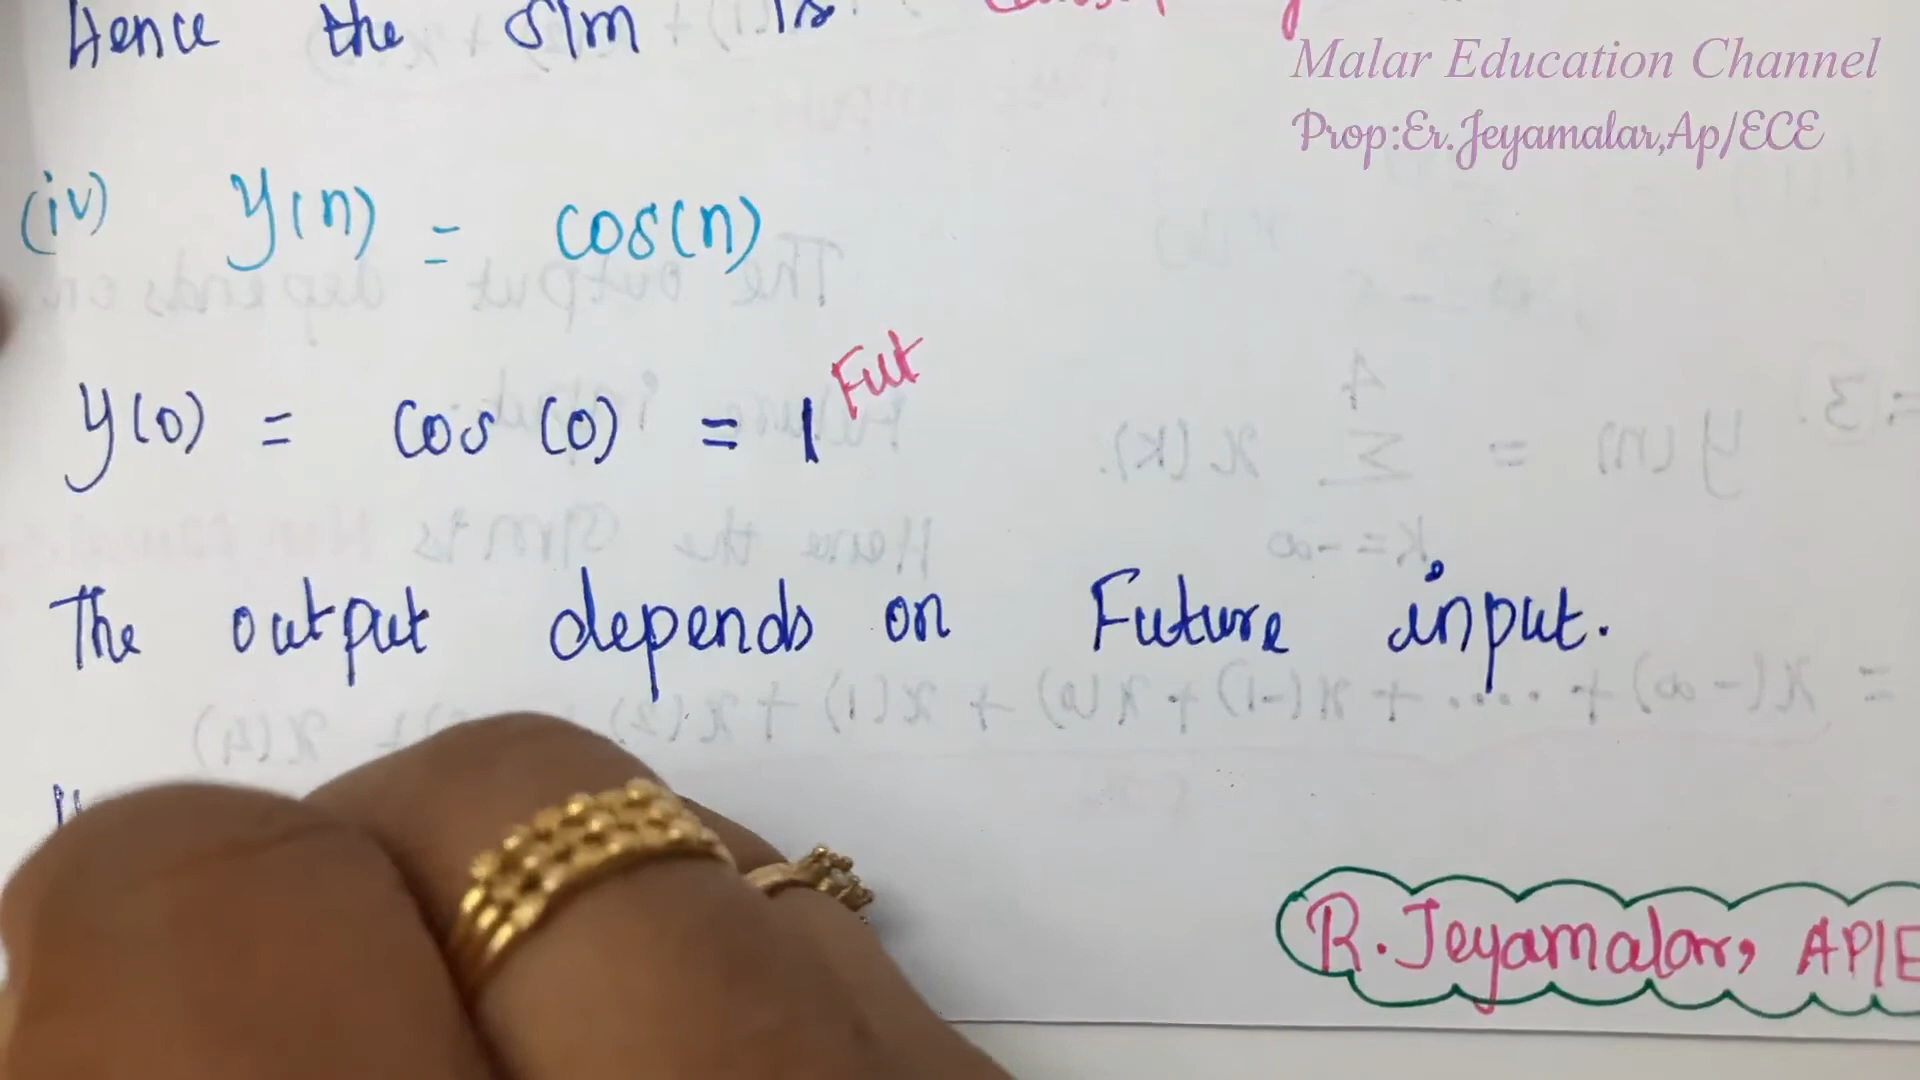 Hence the S/m is
Malar Education Channel
Prop:Er.Jeyamalar,Ap/ECE
(iv) y(n) = cos(n)
y(0) = cos (0) = 1 Fut
The output depends on Future input.
R. Jeyamalar, AP/E